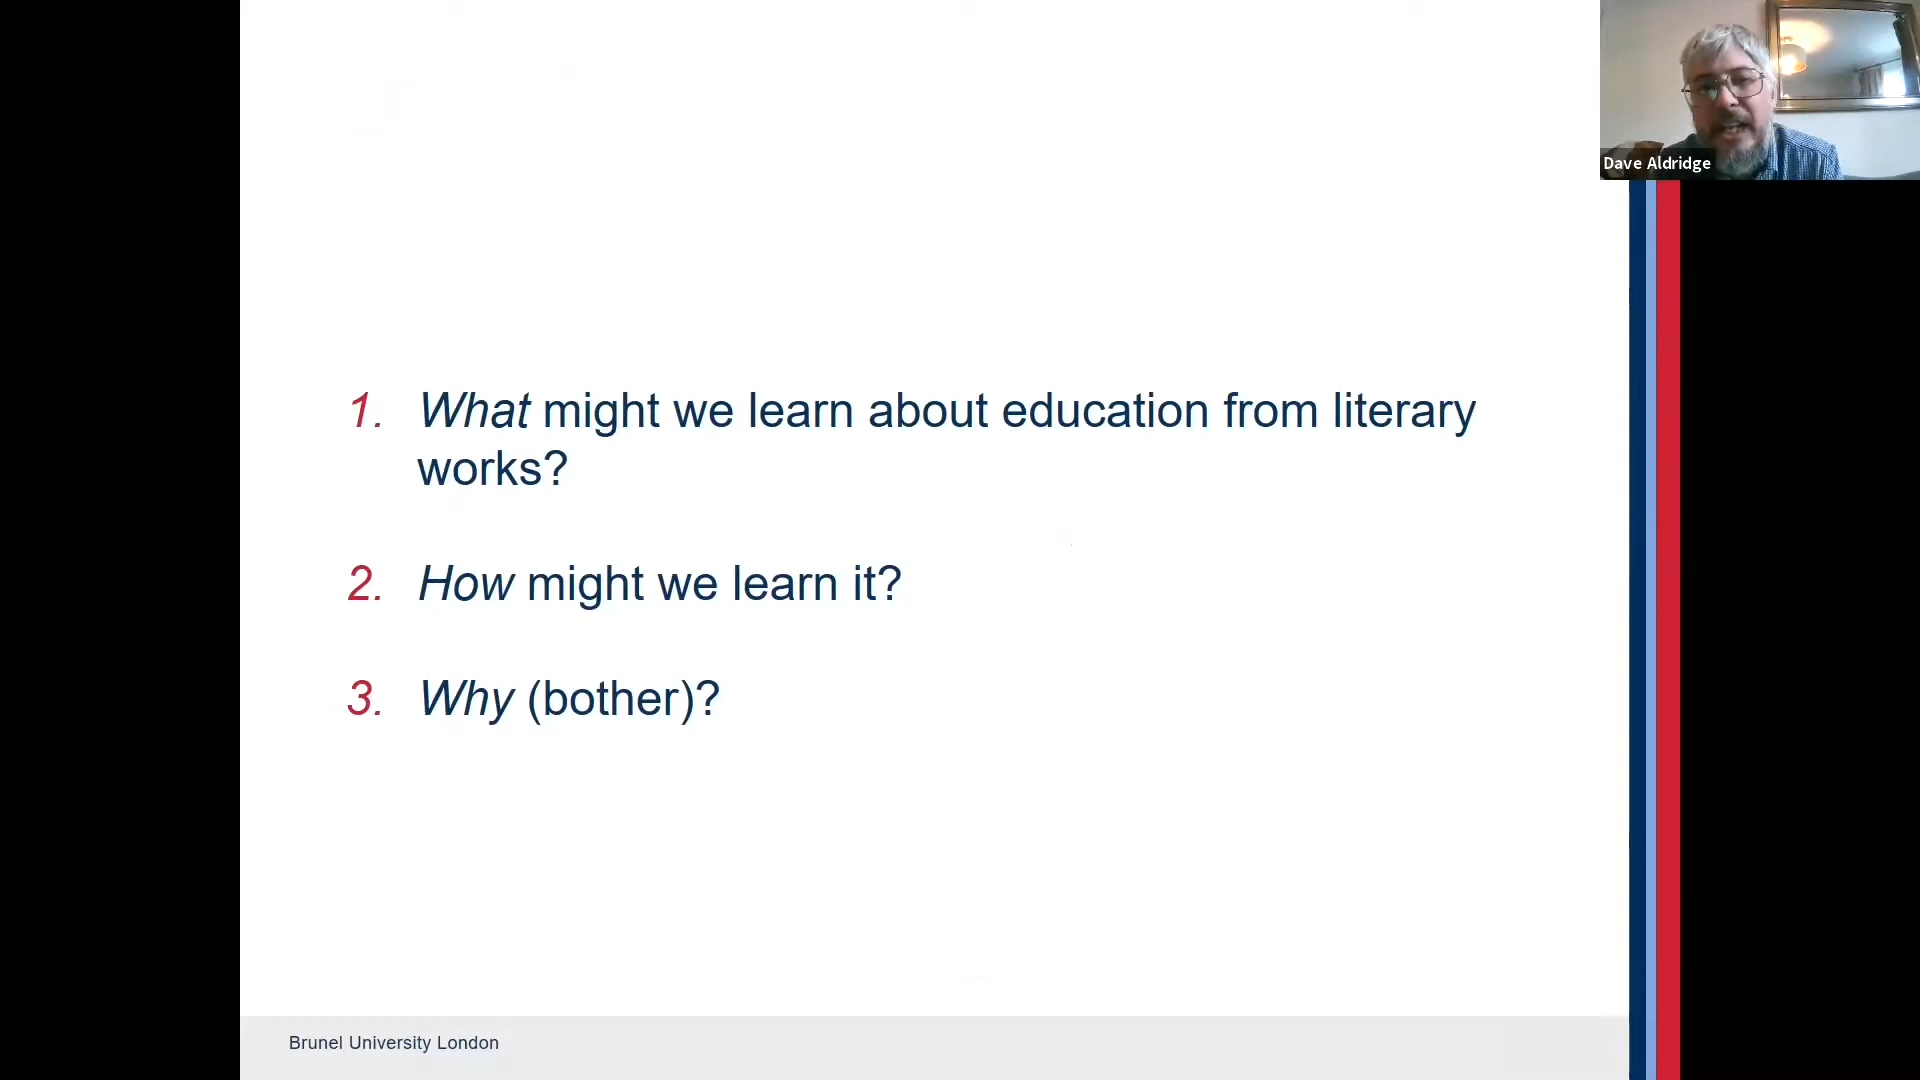 Dave Aldridge
1. What might we learn about education from literary
works?
2. How might we learn it?
3. Why (bother)?
Brunel University London